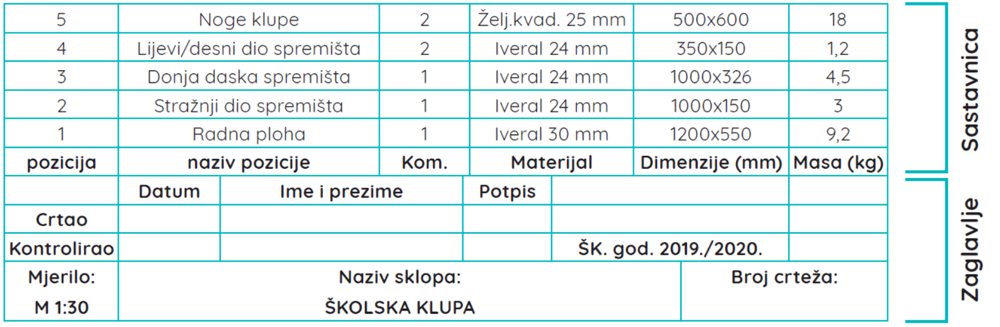 5 Noge klupe 2 Želj.kvad. 25 mm 500x600 18
4 Lijevi/desni dio spremišta 2 Iveral 24 mm 350x150 1,2
3 Donja daska spremišta 1 Iveral 24 mm 1000x326 4,5
2 Stražnji dio spremišta 1 Iveral 24 mm 1000x150 3
1 Radna ploha 1 Iveral 30 mm 1200x550 9,2
pozicija naziv pozicije Kom. Materijal Dimenzije (mm) Masa (kg)
Datum Ime i prezime Potpis
Crtao
Kontrolirao ŠK. god. 2019./2020.
Mjerilo: Naziv sklopa: Broj crteža:
M 1:30 ŠKOLSKA KLUPA
Sastavnica
Zaglavlje